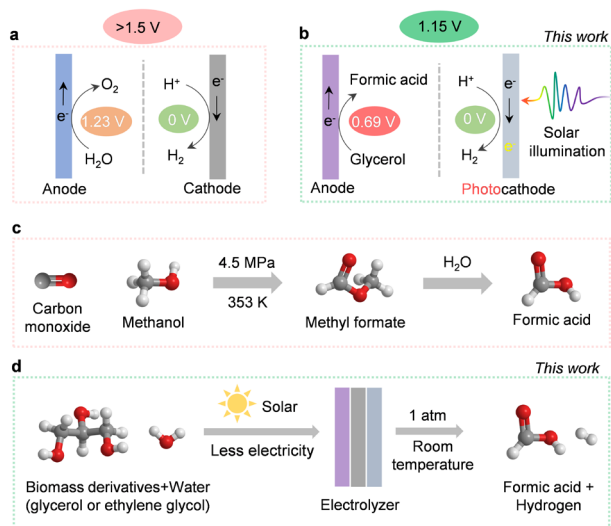 >1.5 V
1.15 V
a
b
This work
O₂
H⁺
e⁻
e⁻
1.23 V
0 V
H₂O
H₂
Anode
Cathode
Formic acid
H⁺
e⁻
e⁻
0.69 V
0 V
e⁻
Solar
illumination
Glycerol
H₂
Anode
Photocathode
c
4.5 MPa
H₂O
353 K
Carbon
monoxide
Methanol
Methyl formate
Formic acid
d
This work
Solar
1 atm
Less electricity
Room
temperature
Biomass derivatives+Water
(glycerol or ethylene glycol)
Electrolyzer
Formic acid +
Hydrogen